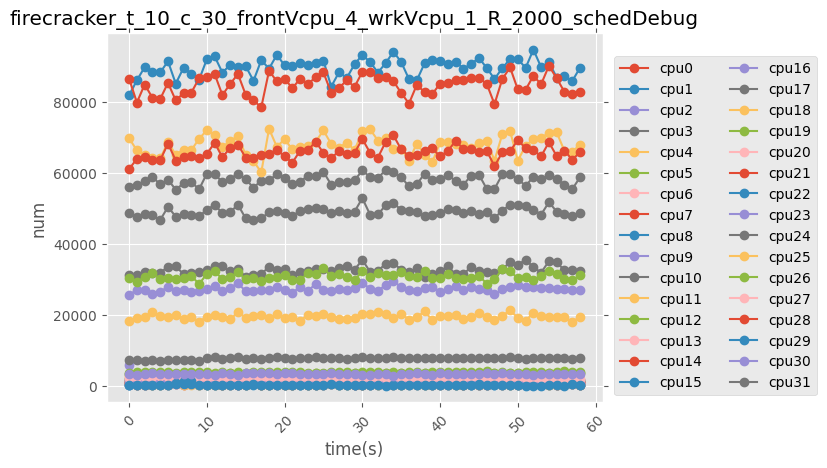 firecracker_t_10_c_30_frontVcpu_4_wrkVcpu_1_R_2000_schedDebug
num
80000
60000
40000
20000
0
0
10
20
30
40
50
60
time(s)
cpu0
cpu1
cpu2
cpu3
cpu4
cpu5
cpu6
cpu7
cpu8
cpu9
cpu10
cpu11
cpu12
cpu13
cpu14
cpu15
cpu16
cpu17
cpu18
cpu19
cpu20
cpu21
cpu22
cpu23
cpu24
cpu25
cpu26
cpu27
cpu28
cpu29
cpu30
cpu31